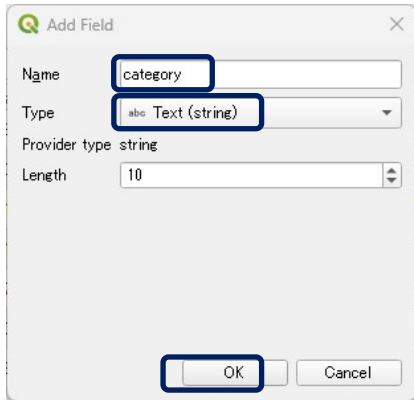 Add Field
Name category
Type abc Text (string)
Provider type string
Length 10
OK Cancel